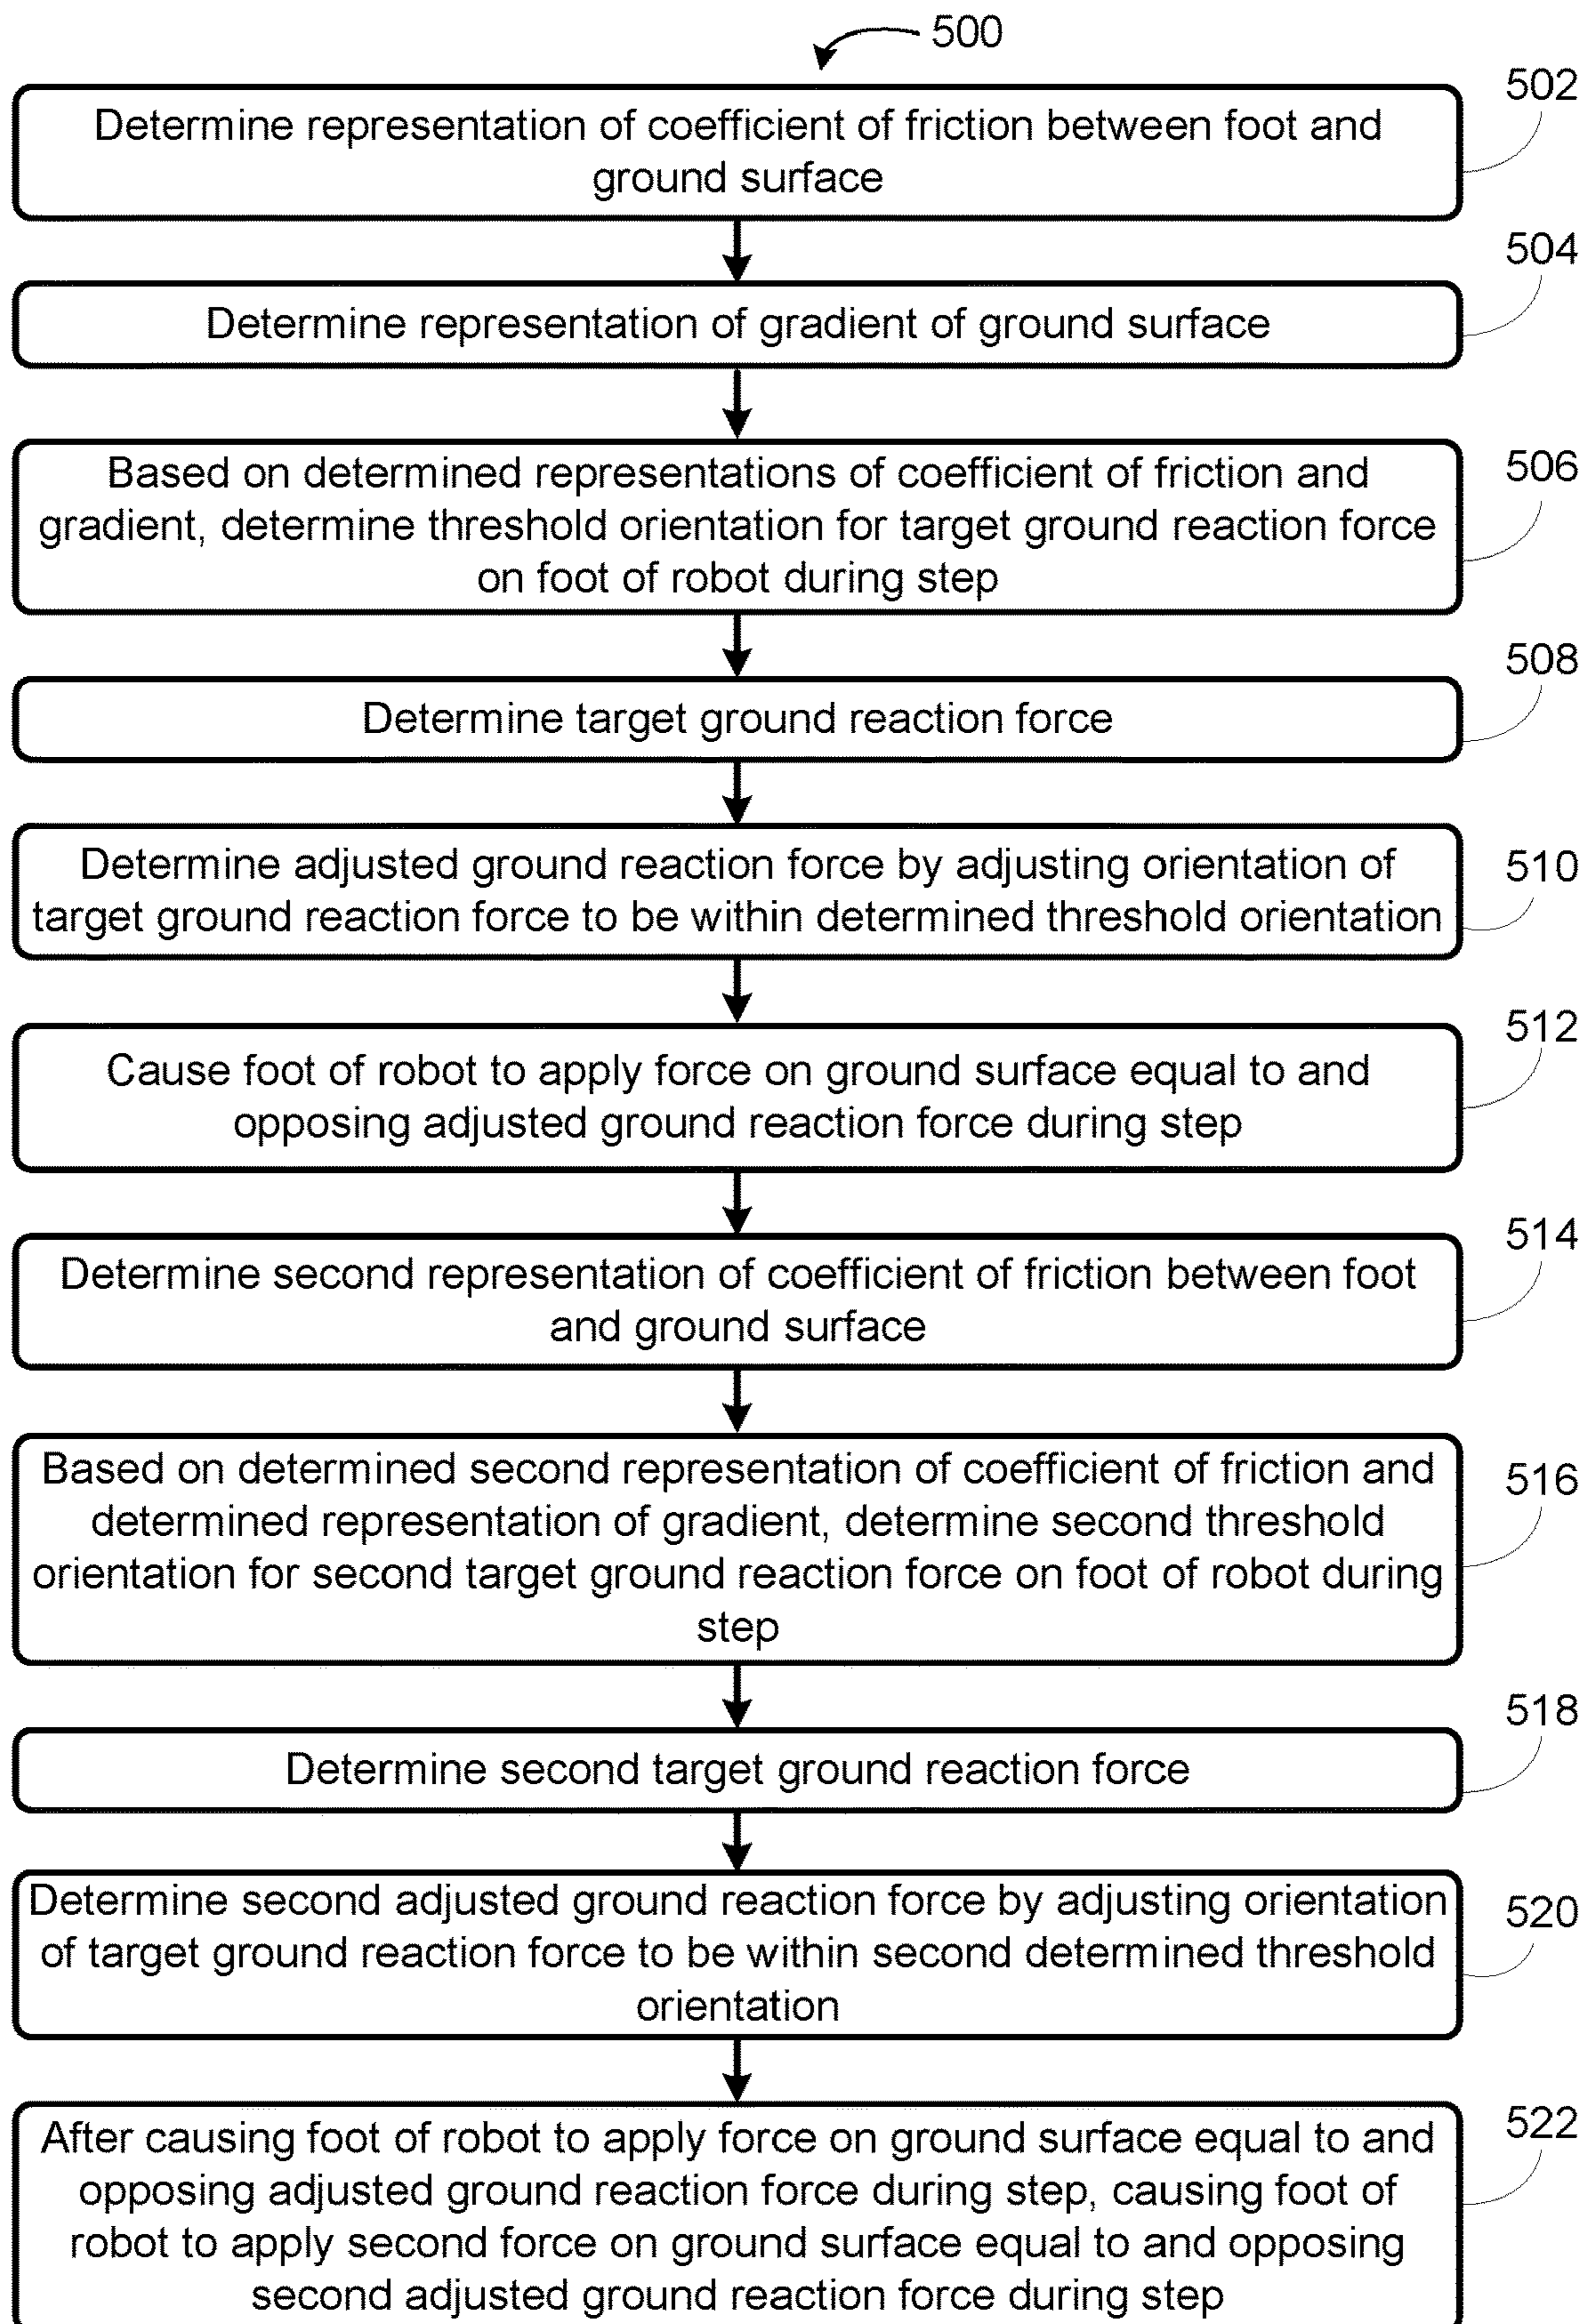 500
502
Determine representation of coefficient of friction between foot and
ground surface
504
Determine representation of gradient of ground surface
506
Based on determined representations of coefficient of friction and
gradient, determine threshold orientation for target ground reaction force
on foot of robot during step
508
Determine target ground reaction force
510
Determine adjusted ground reaction force by adjusting orientation of
target ground reaction force to be within determined threshold orientation
512
Cause foot of robot to apply force on ground surface equal to and
opposing adjusted ground reaction force during step
514
Determine second representation of coefficient of friction between foot
and ground surface
516
Based on determined second representation of coefficient of friction and
determined representation of gradient, determine second threshold
orientation for second target ground reaction force on foot of robot during
step
518
Determine second target ground reaction force
520
Determine second adjusted ground reaction force by adjusting orientation
of target ground reaction force to be within second determined threshold
orientation
522
After causing foot of robot to apply force on ground surface equal to and
opposing adjusted ground reaction force during step, causing foot of
robot to apply second force on ground surface equal to and opposing
second adjusted ground reaction force during step